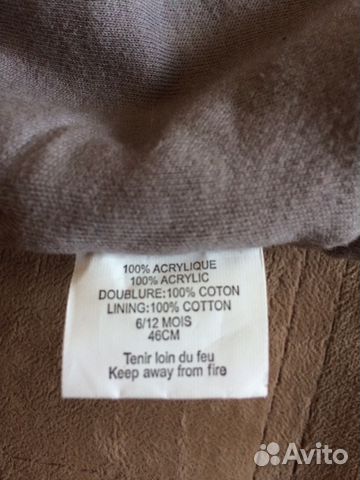 100% ACRYLIQUE
100% ACRYLIC
DOUBLURE:100% COTON
LINING:100% COTTON
6/12 MOIS
46CM
Tenir loin du feu
Keep away from fire
Avito